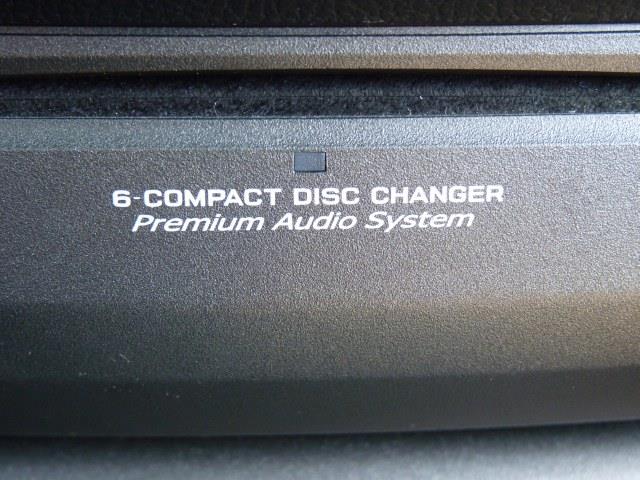 6-COMPACT DISC CHANGER
Premium Audio System